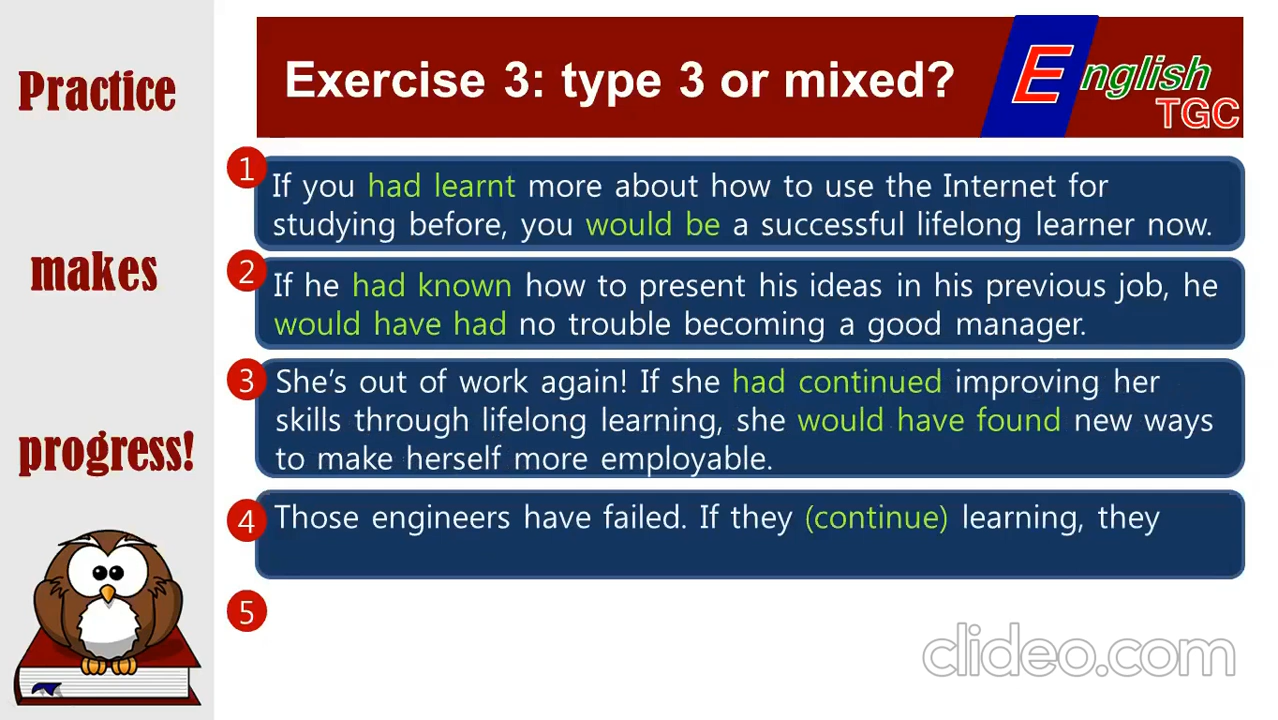 Practice
makes
progress!
Exercise 3: type 3 or mixed?
English
TGC
1
If you had learnt more about how to use the Internet for
studying before, you would be a successful lifelong learner now.
2
If he had known how to present his ideas in his previous job, he
would have had no trouble becoming a good manager.
3
She's out of work again! If she had continued improving her
skills through lifelong learning, she would have found new ways
to make herself more employable.
4
Those engineers have failed. If they (continue) learning, they
5
clideo.com